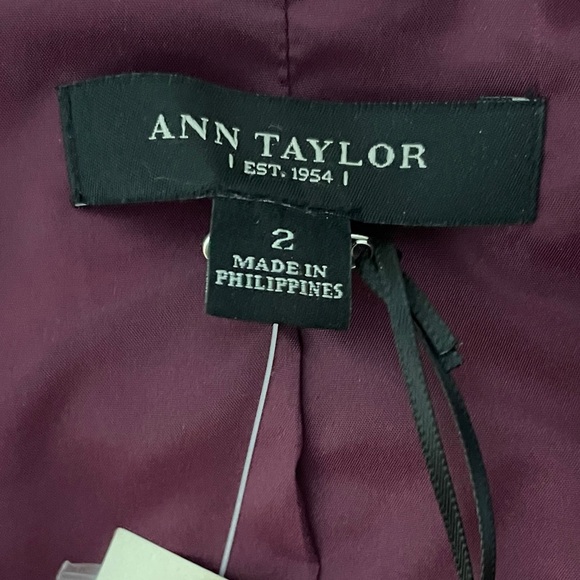 ANN TAYLOR
| EST. 1954 |
2
MADE IN
PHILIPPINES